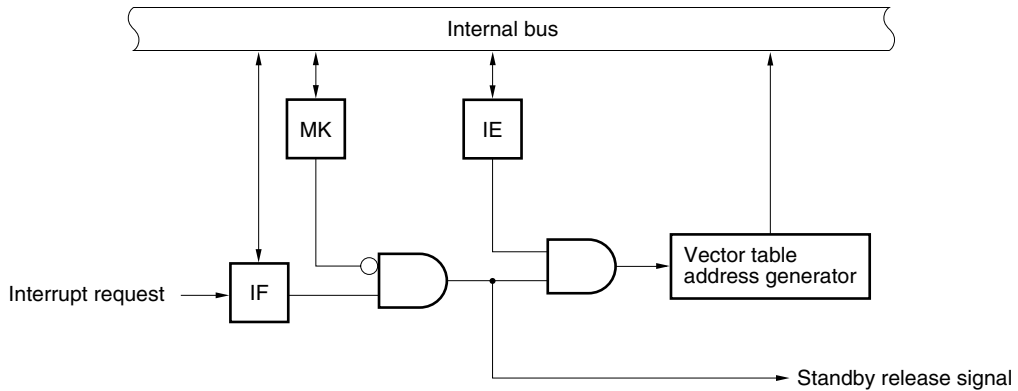 Internal bus
MK
IE
Interrupt request
IF
Vector table
address generator
Standby release signal